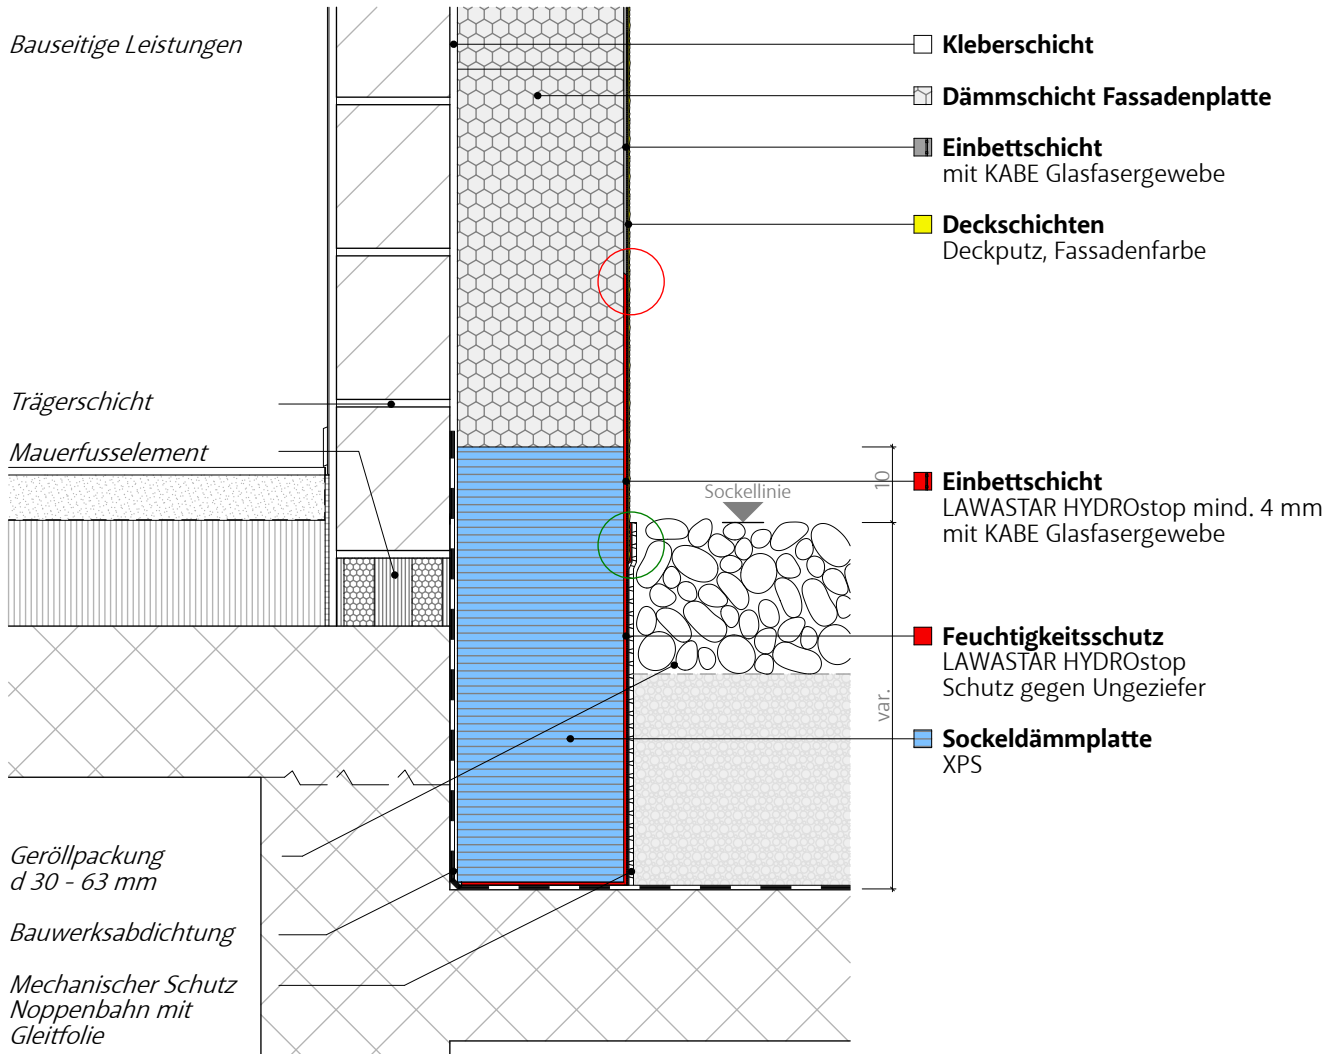 Bauseitige Leistungen
Trägerschicht
Mauerfusselement
Geröllpackung
d 30 - 63 mm
Bauwerksabdichtung
Mechanischer Schutz
Noppenbahn mit
Gleitfolie
Sockellinie
10
var.
Kleberschicht
Dämmschicht Fassadenplatte
Einbettschicht
mit KABE Glasfasergewebe
Deckschichten
Deckputz, Fassadenfarbe
Einbettschicht
LAWASTAR HYDROstop mind. 4 mm
mit KABE Glasfasergewebe
Feuchtigkeitsschutz
LAWASTAR HYDROstop
Schutz gegen Ungeziefer
Sockeldämmplatte
XPS